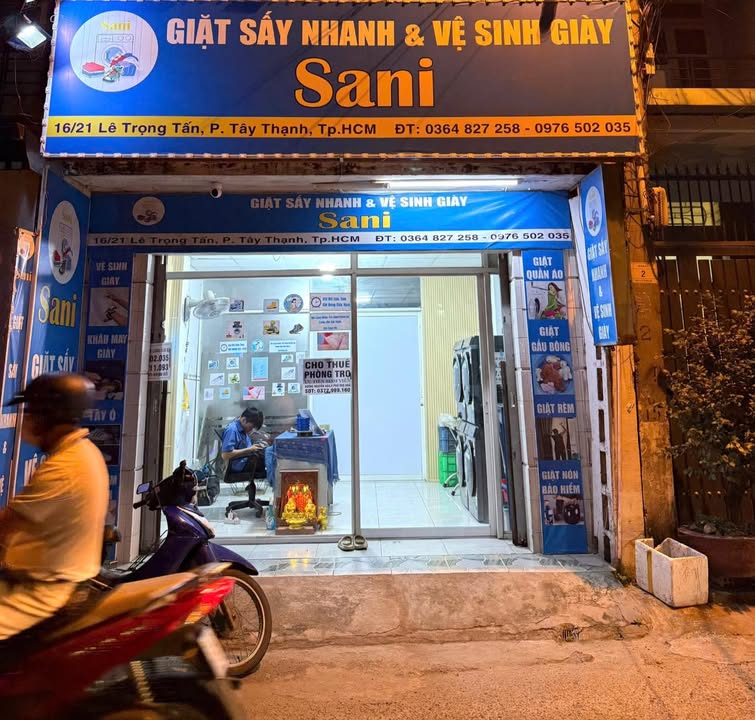 Sani
GIẶT SẤY NHANH & VỆ SINH GIÀY
Sani
16/21 Lê Trọng Tấn, P. Tây Thạnh, Tp.HCM ĐT: 0364 827 258 - 0976 502 035
GIẶT SẤY NHANH & VỆ SINH GIÀY
Sani
16/21 Lê Trọng Tấn, P. Tây Thạnh, Tp.HCM ĐT: 0364 827 258 - 0976 502 035
Sani
GIẶT SẤY
VỆ SINH
GIÀY
KHÂU MAY
GIÀY
TẨY Ố
CHO THUÊ
PHÒNG TRỌ
GIẶT
QUẦN ÁO
GIẶT
GẤU BÔNG
GIẶT RÈM
GIẶT NÓN
BẢO HIỂM
GIẶT SẤY
NHANH
&
VỆ SINH
GIÀY
2